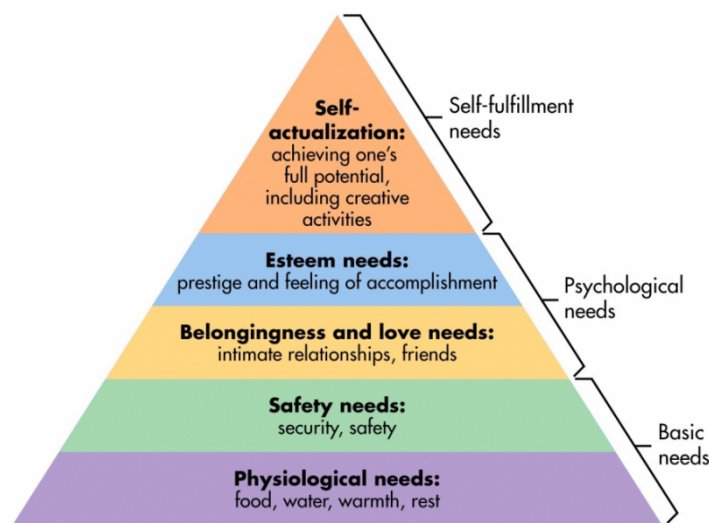 Self-
actualization:
achieving one's
full potential,
including creative
activities
Self-fulfillment
needs
Esteem needs:
prestige and feeling of accomplishment
Psychological
needs
Belongingness and love needs:
intimate relationships, friends
Safety needs:
security, safety
Basic
needs
Physiological needs:
food, water, warmth, rest